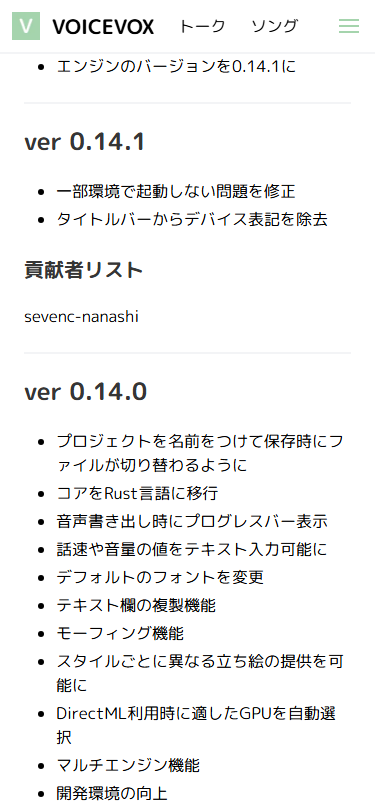 V VOICEVOX トーク ソング
エンジンのバージョンを0.14.1に
ver 0.14.1
一部環境で起動しない問題を修正
タイトルバーからデバイス表記を除去
貢献者リスト
sevenc-nanashi
ver 0.14.0
プロジェクトを名前をつけて保存時にフ
ァイルが切り替わるように
コアをRust言語に移行
音声書き出し時にプログレスバー表示
話速や音量の値をテキスト入力可能に
デフォルトのフォントを変更
テキスト欄の複製機能
モーフィング機能
スタイルごとに異なる立ち絵の提供を可
能に
DirectML利用時に適したGPUを自動選
択
マルチエンジン機能
開発環境の向上